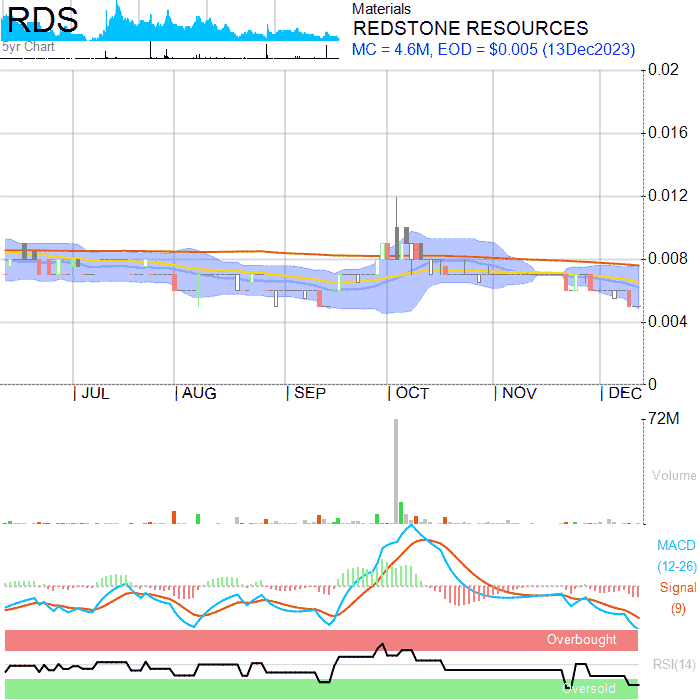 RDS
5yr Chart
Materials
REDSTONE RESOURCES
MC = 4.6M, EOD = $0.005 (13Dec2023)
0.02
0.016
0.012
0.008
0.004
0
JUL AUG SEP OCT NOV DEC
72M
Volume
MACD
(12-26)
Signal
(9)
Overbought
RSI(14)
Oversold